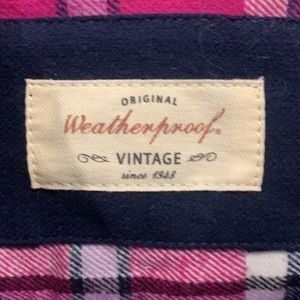 ORIGINAL
Weatherproof®
VINTAGE
since 1948